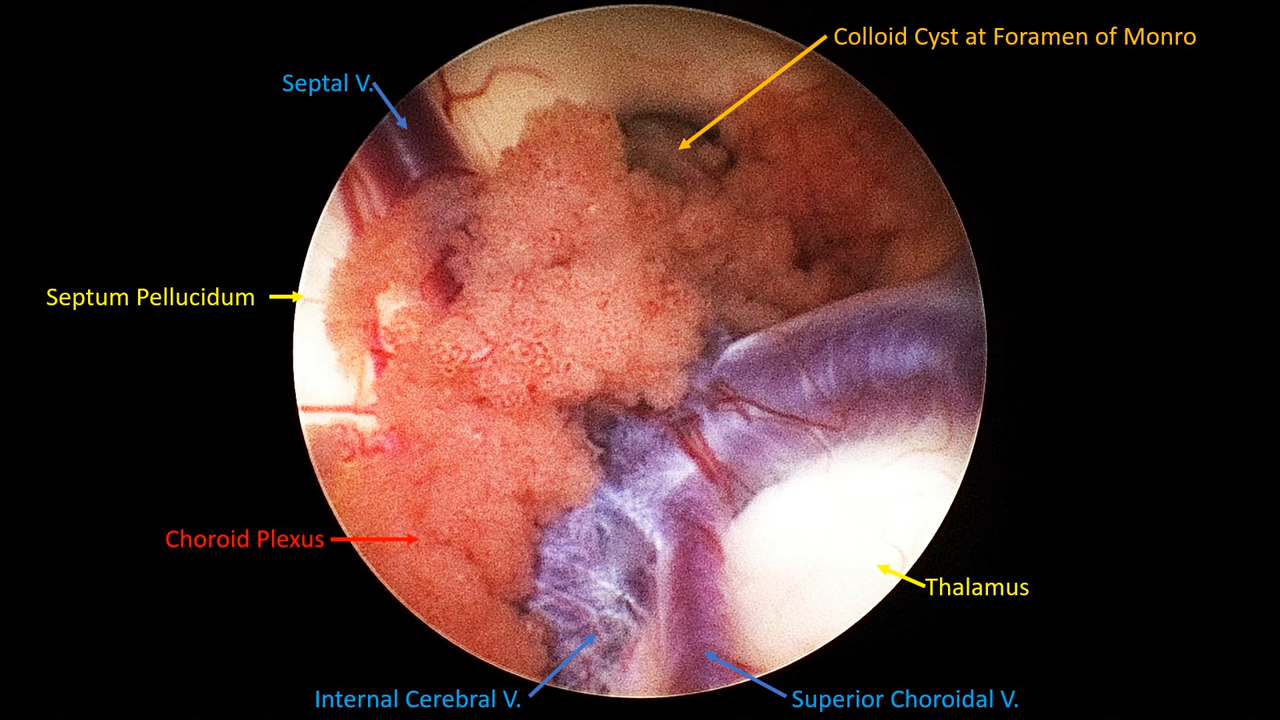 Colloid Cyst at Foramen of Monro
Septal V.
Septum Pellucidum
Choroid Plexus
Thalamus
Internal Cerebral V.
Superior Choroidal V.